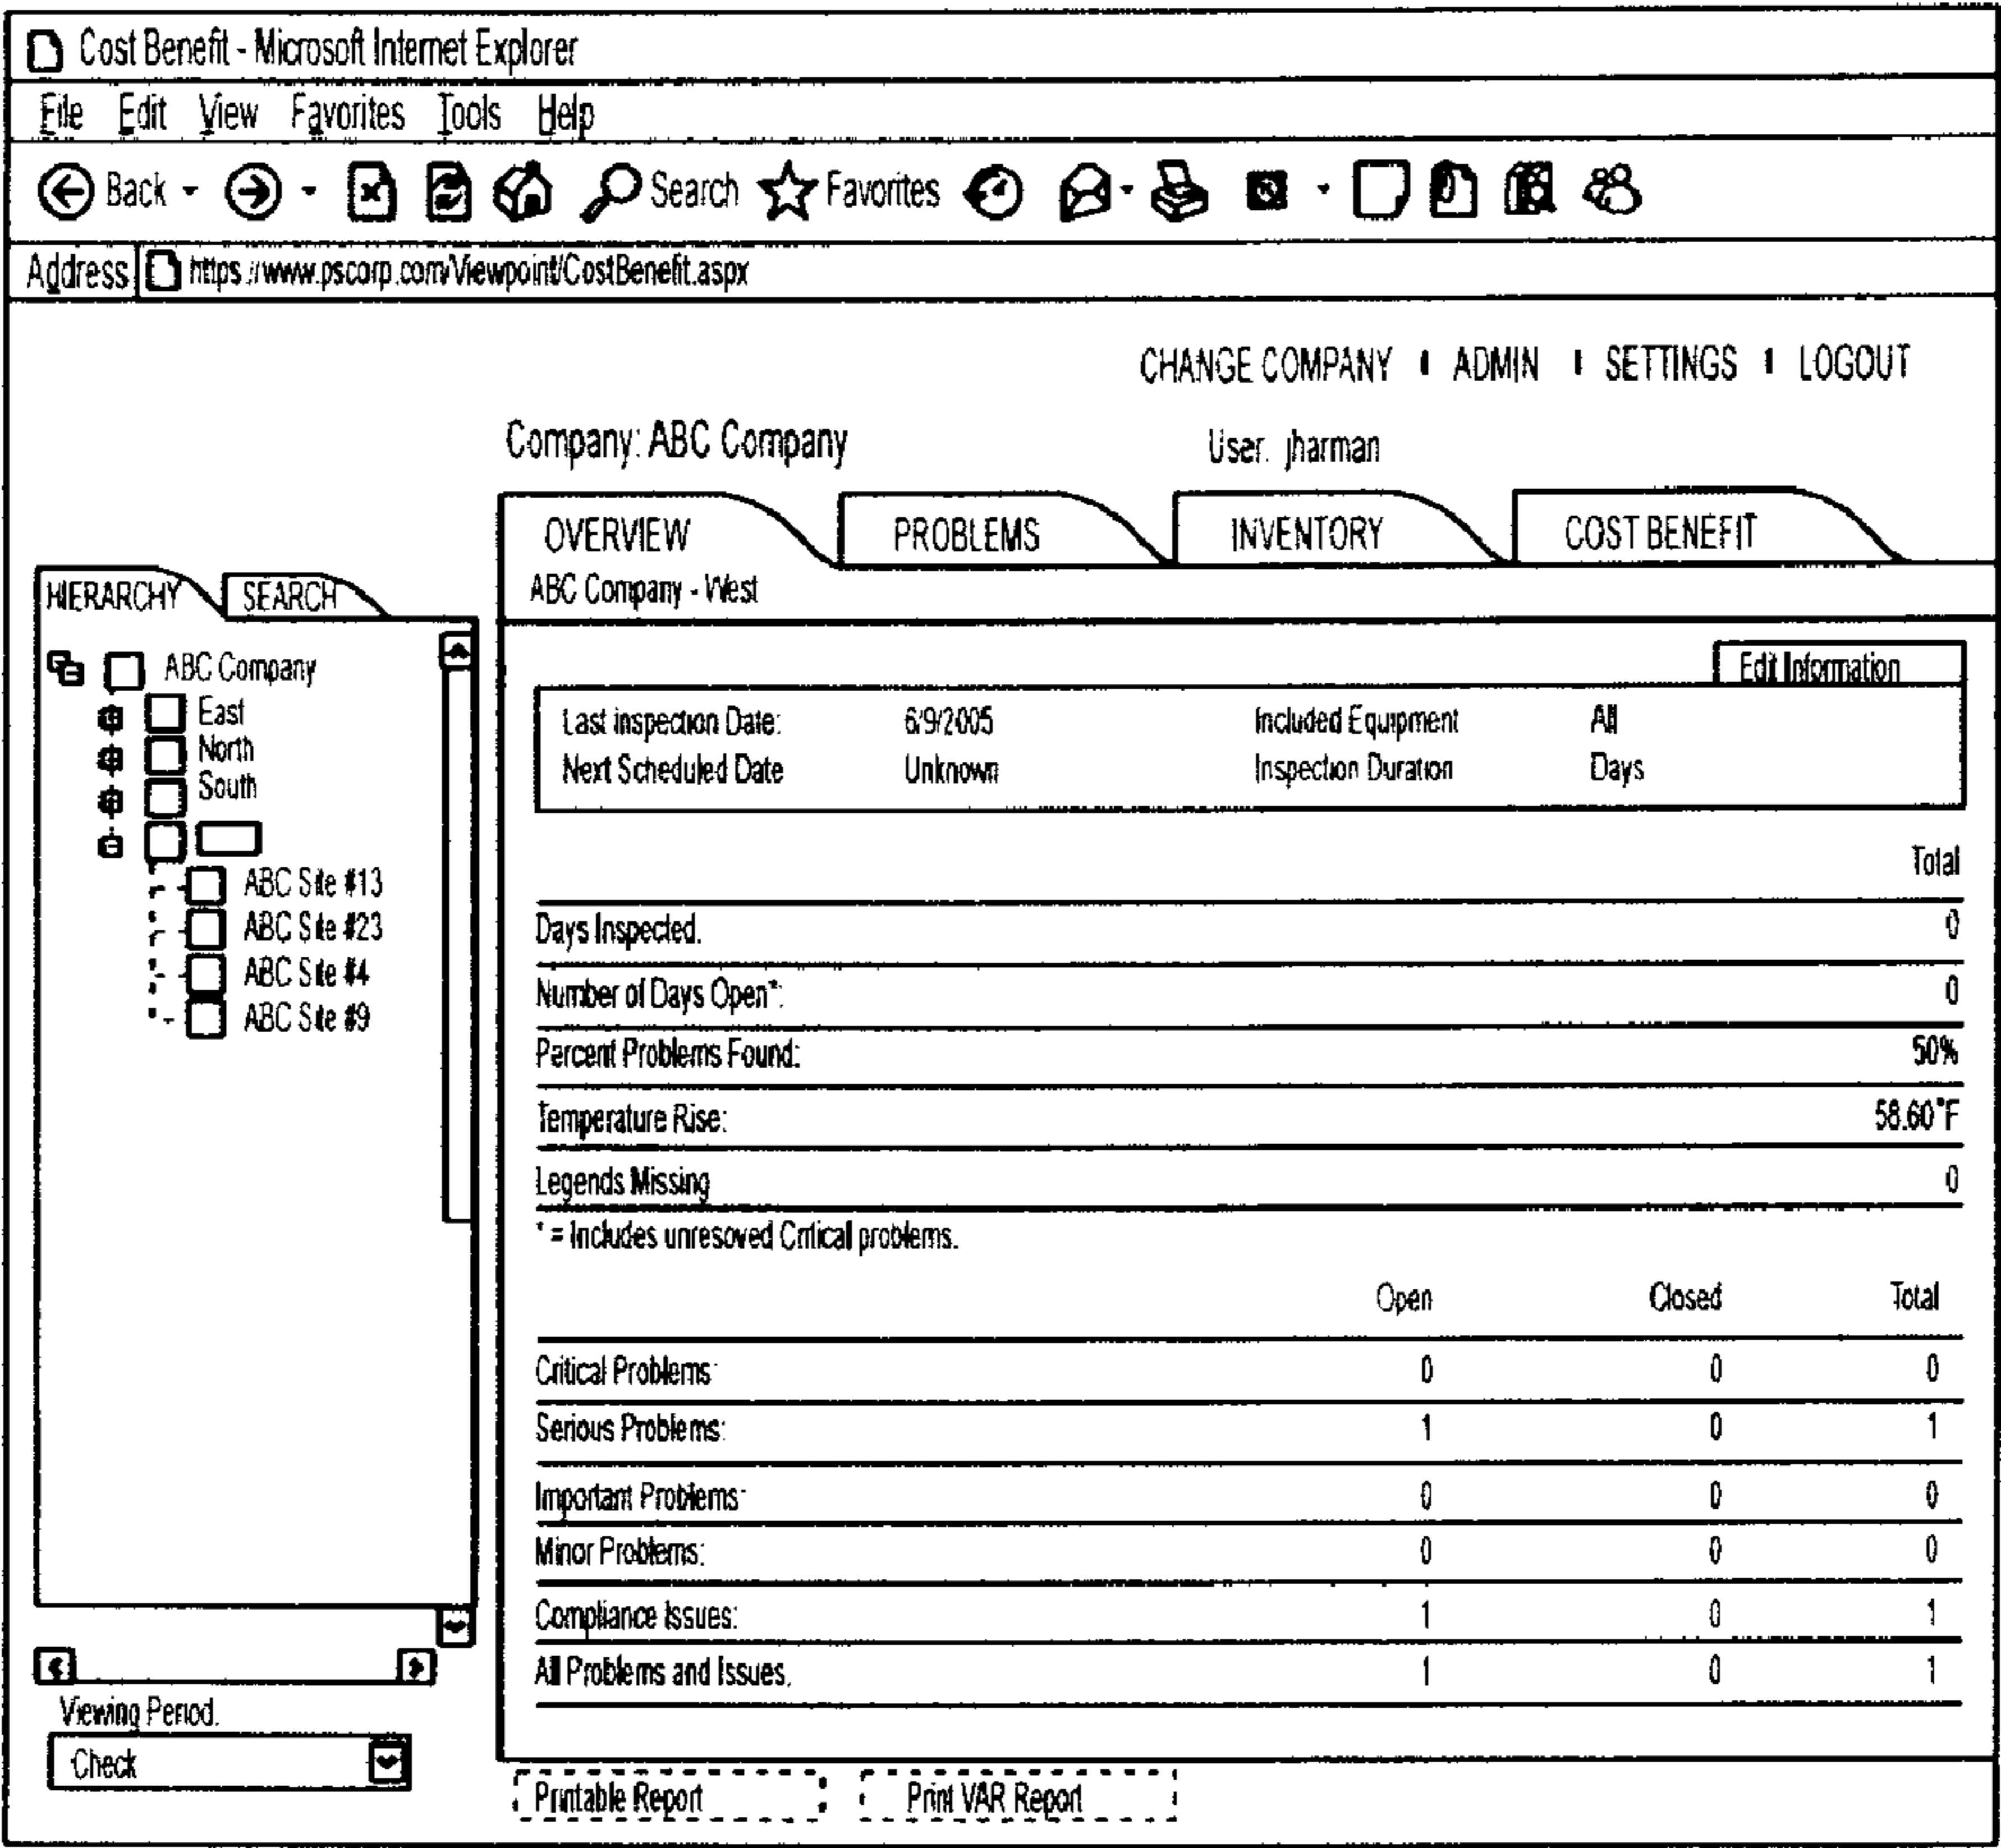 Cost Benefit - Microsoft Internet Explorer
File Edit View Favorites Tools Help
Back Search Favorites
Address https://www.pscorp.com/Viewpoint/CostBenefit.aspx
CHANGE COMPANY ADMIN SETTINGS LOGOUT
Company: ABC Company User. jharman
OVERVIEW PROBLEMS INVENTORY COST BENEFIT
ABC Company - West
HIERARCHY SEARCH
ABC Company
East
North
South
ABC Site #13
ABC Site #23
ABC Site #4
ABC Site #9
Viewing Period.
Check
Edit Information
Last inspection Date: 6/9/2005 Included Equipment All
Next Scheduled Date Unknown Inspection Duration Days
Total
Days Inspected. 0
Number of Days Open*: 0
Percent Problems Found: 50%
Temperature Rise: 58.60°F
Legends Missing 0
* = Includes unresoved Critical problems.
Open Closed Total
Critical Problems: 0 0 0
Serious Problems: 1 0 1
Important Problems: 0 0 0
Minor Problems: 0 0 0
Compliance Issues: 1 0 1
All Problems and Issues. 1 0 1
Printable Report Print VAR Report